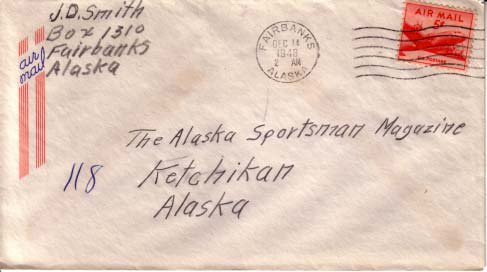 J.D. Smith
Box 1310
Fairbanks
Alaska
air
mail
FAIRBANKS
DEC 14
2 AM
ALASKA
AIR MAIL
5¢
The Alaska Sportsman Magazine
118
Ketchikan
Alaska